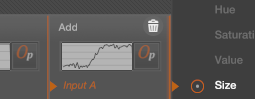 Hue
Add
Saturati
Op
Op
Value
Input A
Size